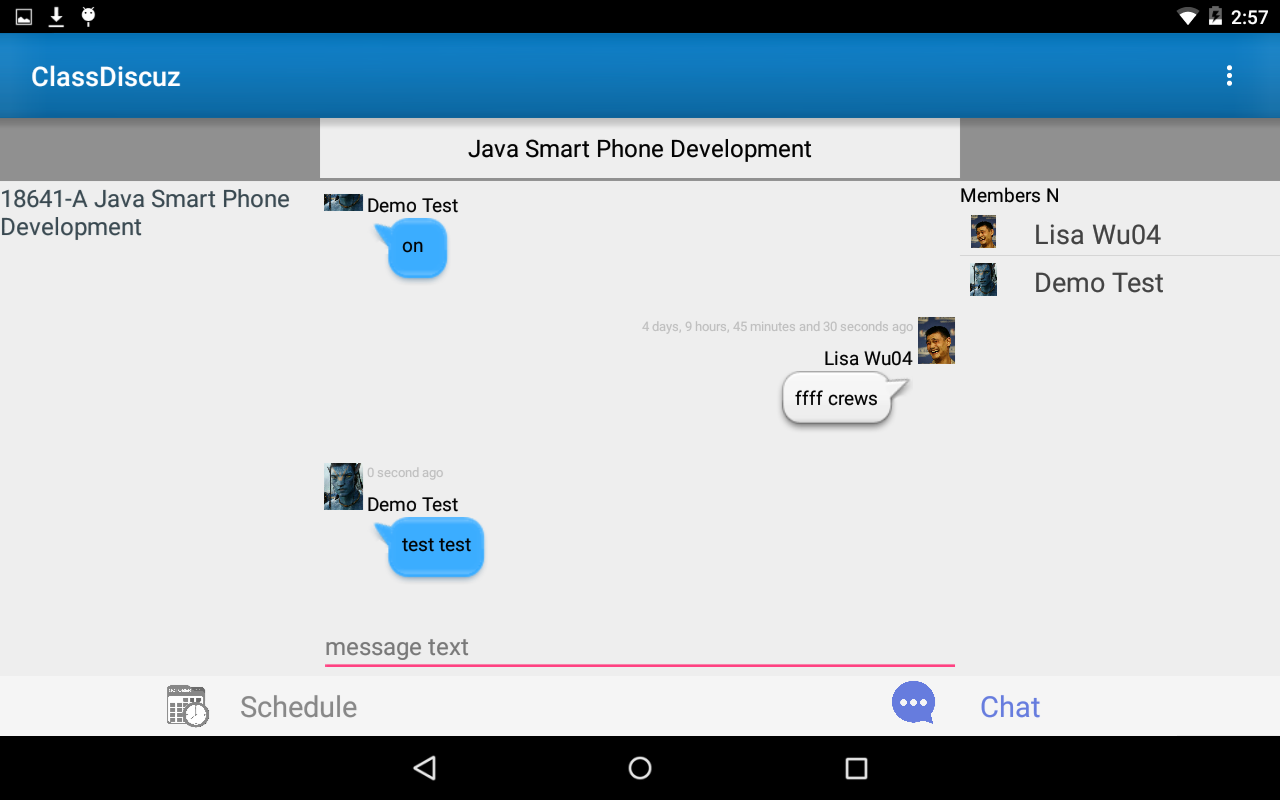 2:57
ClassDiscuz
Java Smart Phone Development
18641-A Java Smart Phone
Development
Demo Test
on
4 days, 9 hours, 45 minutes and 30 seconds ago
Lisa Wu04
ffff crews
0 second ago
Demo Test
test test
message text
Members N
Lisa Wu04
Demo Test
Schedule
Chat